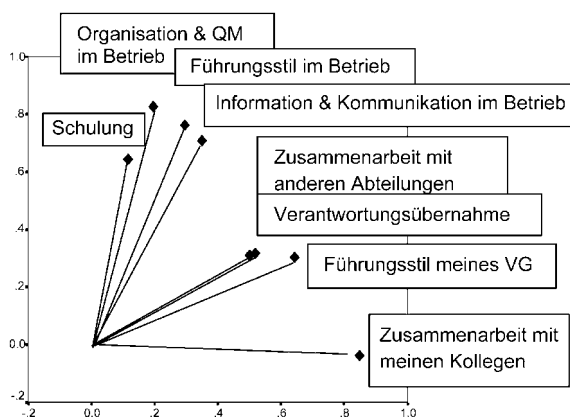 Organisation & QM
im Betrieb
Führungsstil im Betrieb
Information & Kommunikation im Betrieb
Schulung
Zusammenarbeit mit
anderen Abteilungen
Verantwortungsübernahme
Führungsstil meines VG
Zusammenarbeit mit
meinen Kollegen
1.0
.8
.6
.4
.2
0.0
-.2
-.2 0.0 .2 .4 .6 .8 1.0